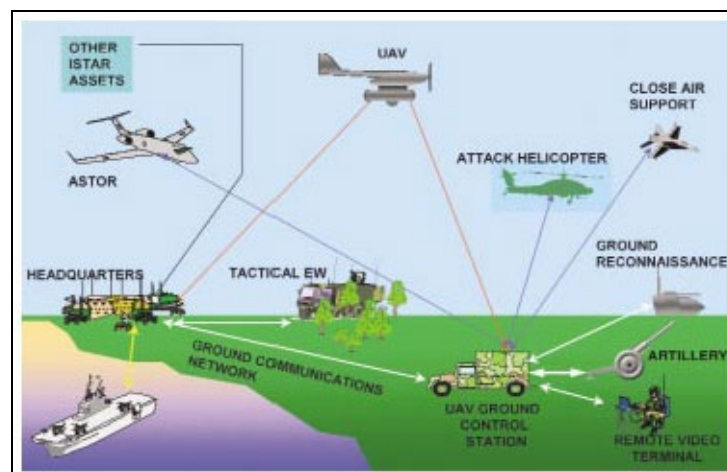 OTHER
ISTAR
ASSETS
UAV
CLOSE AIR
SUPPORT
ATTACK HELICOPTER
ASTOR
GROUND
RECONNAISSANCE
HEADQUARTERS
TACTICAL EW
GROUND COMMUNICATIONS
NETWORK
ARTILLERY
UAV GROUND
CONTROL
STATION
REMOTE VIDEO
TERMINAL